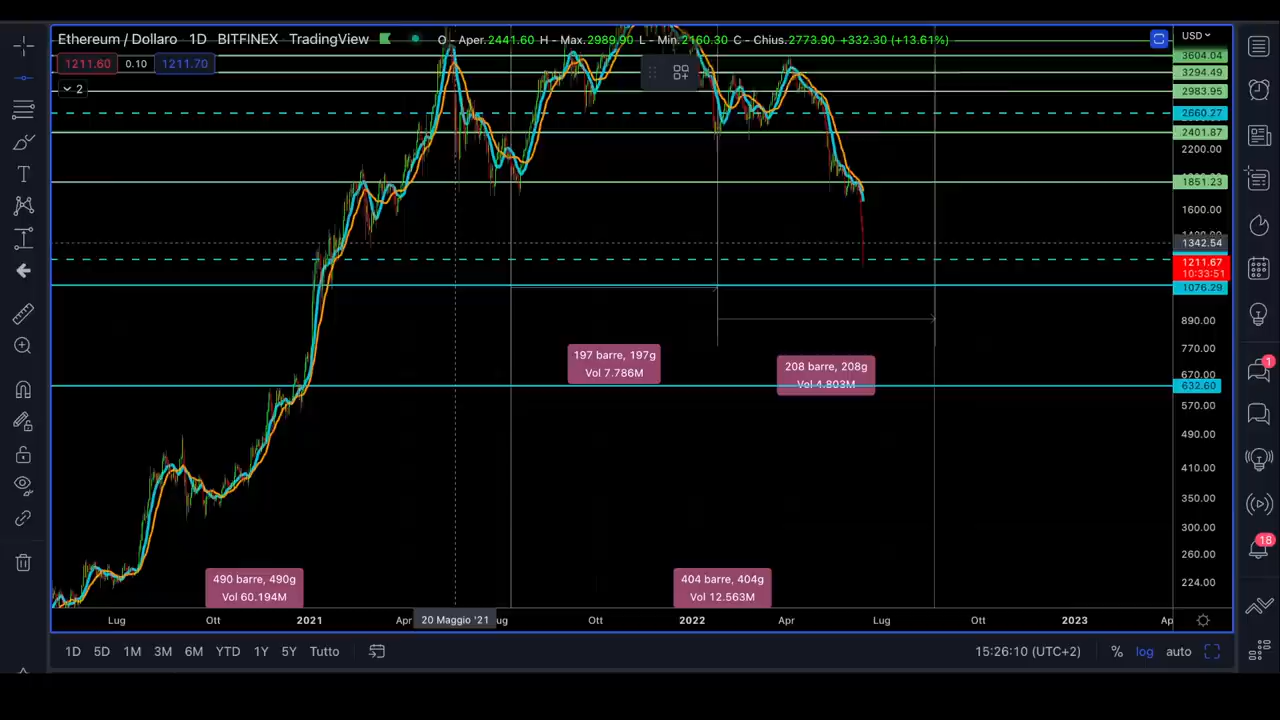 Ethereum / Dollaro 1D BITFINEX TradingView O - Aper.2441.60 H - Max.2989.90 L - Min.2160.30 C - Chius.2773.90 +332.30 (+13.61%)
USD
1211.60 0.10 1211.70
2
3604.04
3294.49
2983.95
2660.27
2401.87
2200.00
1851.23
1600.00
1342.54
1211.67
10:33:51
1076.29
890.00
770.00
670.00
632.60
570.00
490.00
410.00
350.00
300.00
260.00
224.00
197 barre, 197g
Vol 7.786M
208 barre, 208g
Vol 4.803M
490 barre, 490g
Vol 60.194M
404 barre, 404g
Vol 12.563M
1
18
T
Lug Ott 2021 Apr 20 Maggio '21 ug Ott 2022 Apr Lug Ott 2023 Ap
1D 5D 1M 3M 6M YTD 1Y 5Y Tutto 15:26:10 (UTC+2) % log auto